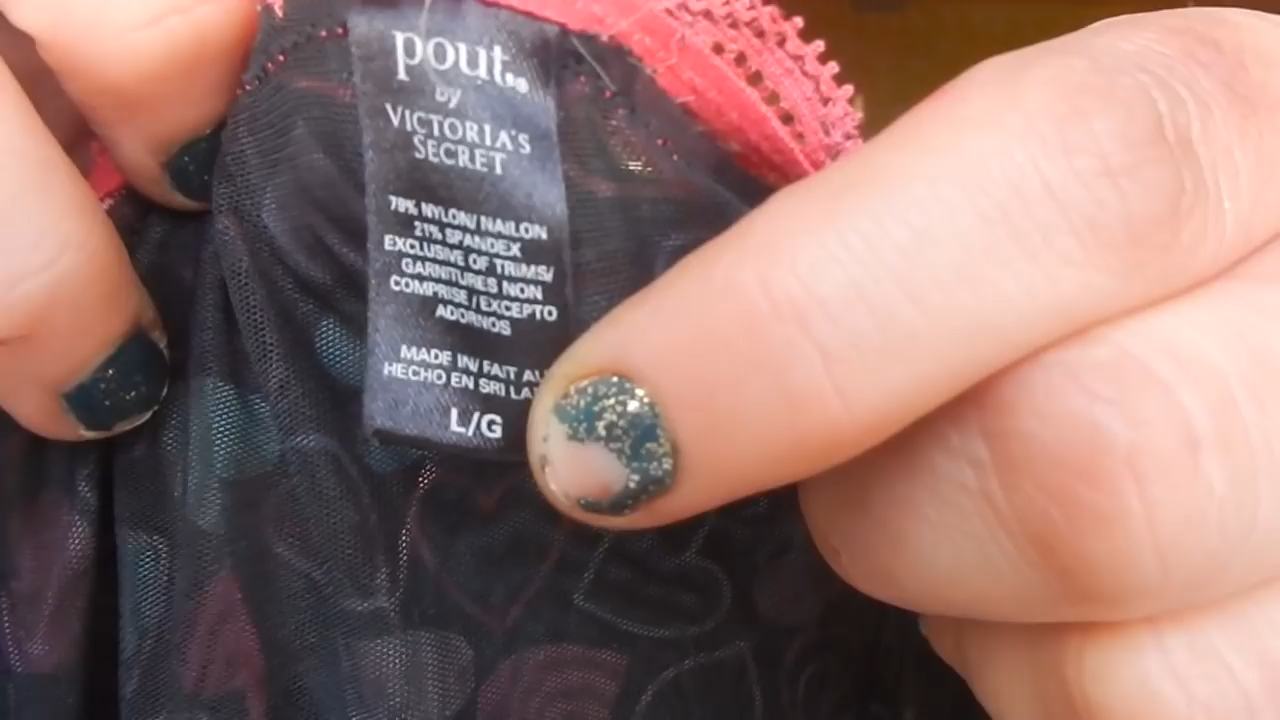 pout.
by
VICTORIA'S
SECRET
79% NYLON/ NAILON
21% SPANDEX
EXCLUSIVE OF TRIMS/
GARNITURES NON
COMPRISE / EXCEPTO
ADORNOS
MADE IN/ FAIT AU
HECHO EN SRI
L/G